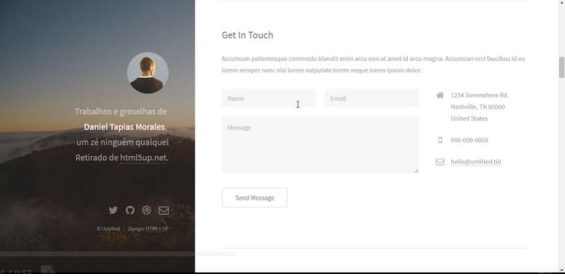 Trabalhos e groselhas de
Daniel Tapias Morales,
um zé ninguém qualquer
Retirado de html5up.net.
© Untitled Design: HTML5 UP
Get In Touch
Accumsan pellentesque commodo blandit enim arcu non at amet id arcu magna. Accumsan orci faucibus id eu
lorem semper nunc nisi lorem vulputate lorem neque lorem ipsum dolor.
Name
Email
Message
Send Message
1234 Somewhere Rd.
Nashville, TN 00000
United States
000-000-0000
hello@untitled.tld